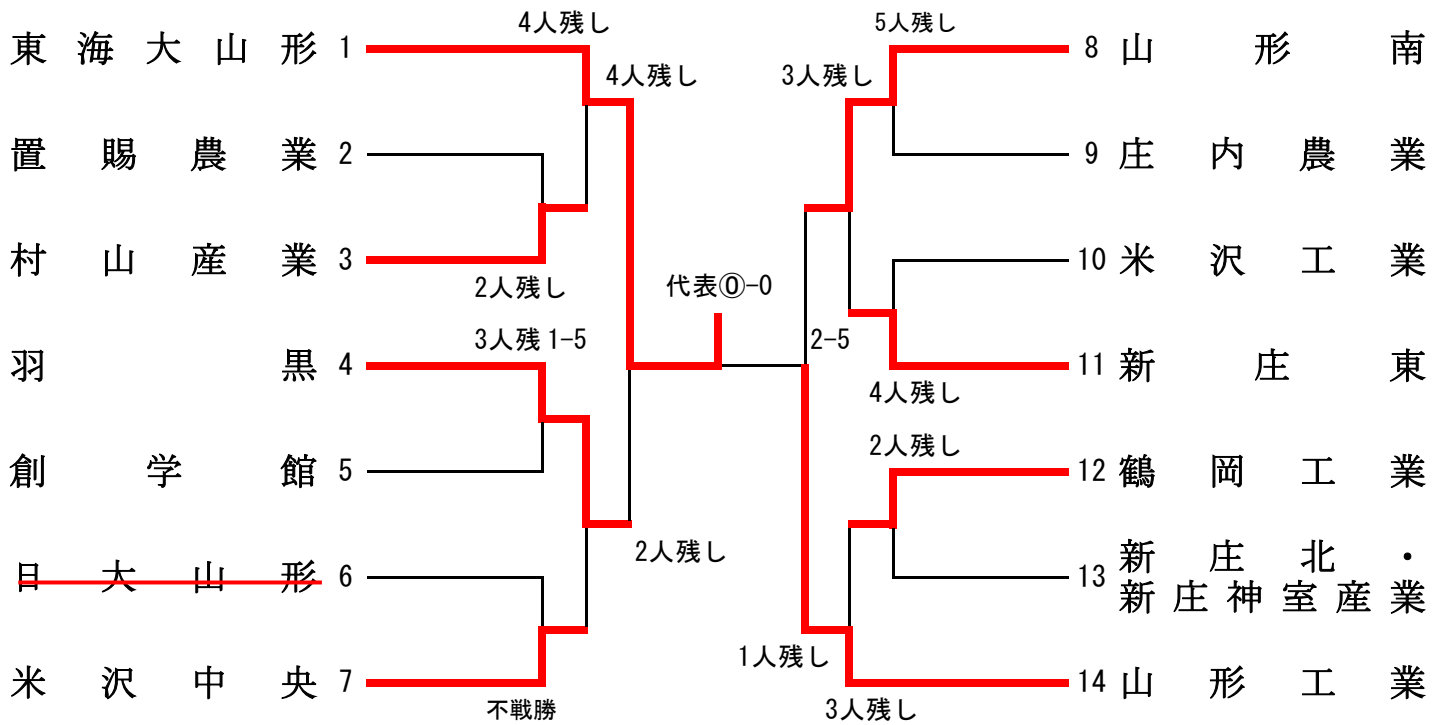 4人残し
5人残し
東海大山形 1
8 山形南
4人残し
3人残し
置賜農業 2
9 庄内農業
村山産業 3
10 米沢工業
2人残し
代表⓪-0
3人残 1-5
2-5
羽黒 4
11 新庄東
4人残し
2人残し
創学館 5
12 鶴岡工業
2人残し
日大山形 6
13 新庄北・
新庄神室産業
1人残し
米沢中央 7
14 山形工業
不戦勝
3人残し